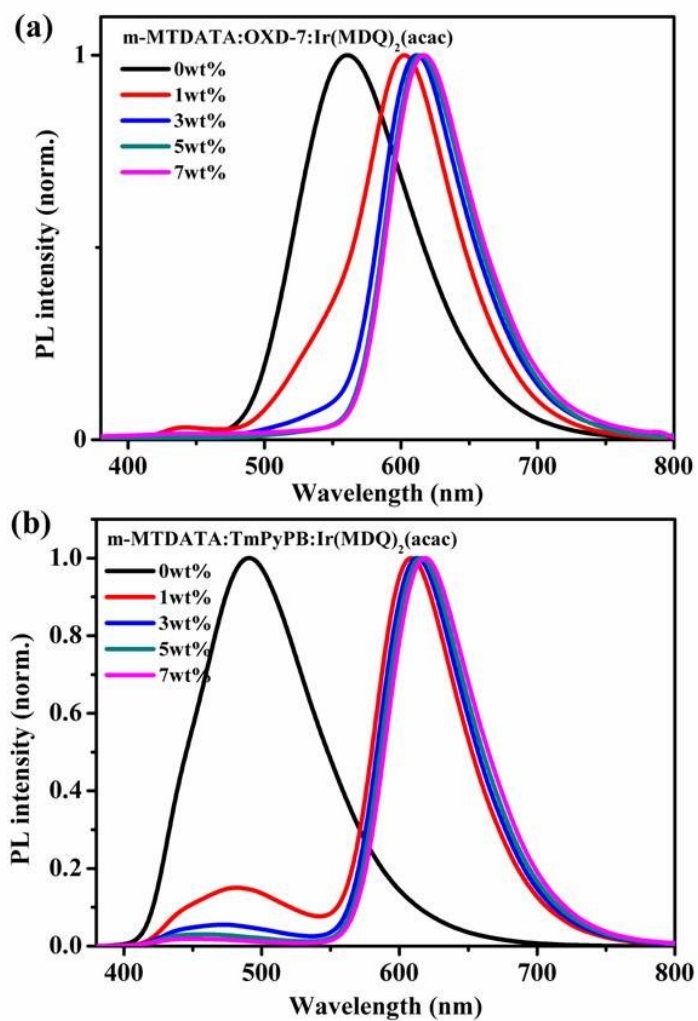 (a)
m-MTDATA:OXD-7:Ir(MDQ)2(acac)
0wt%
1wt%
3wt%
5wt%
7wt%
PL intensity (norm.)
1
1
400 500 600 700 800
Wavelength (nm)
(b)
m-MTDATA:TmPyPB:Ir(MDQ)2(acac)
0wt%
1wt%
3wt%
5wt%
7wt%
PL intensity (norm.)
1.0
0.8
0.6
0.4
0.2
0.0
400 500 600 700 800
Wavelength (nm)